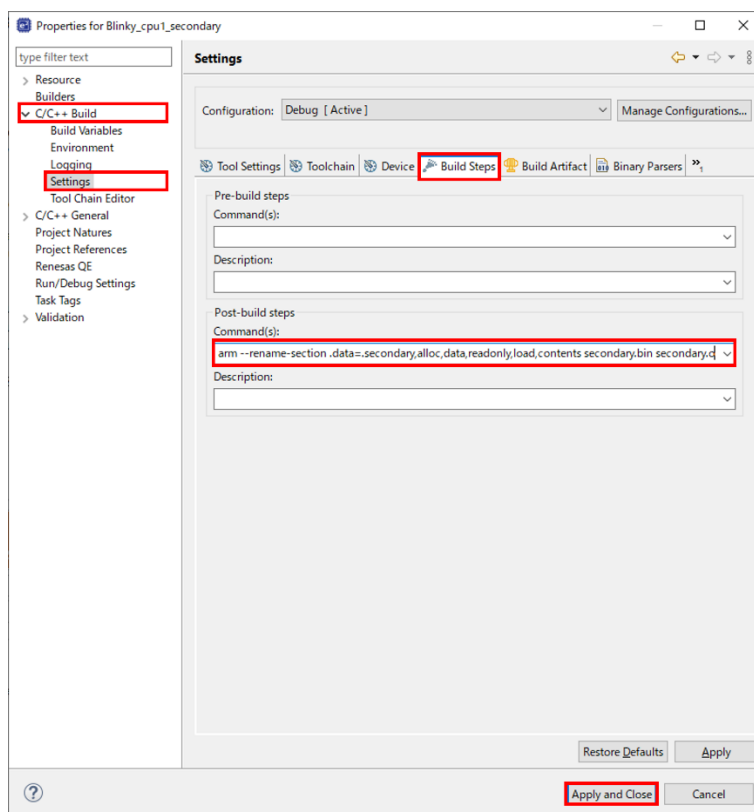 Properties for Blinky_cpu1_secondary
type filter text
Settings
Resource
Builders
C/C++ Build
Build Variables
Environment
Logging
Settings
Tool Chain Editor
C/C++ General
Project Natures
Project References
Renesas QE
Run/Debug Settings
Task Tags
Validation
Configuration: Debug [ Active ] Manage Configurations...
Tool Settings Toolchain Device Build Steps Build Artifact Binary Parsers »1
Pre-build steps
Command(s):
Description:
Post-build steps
Command(s):
arm --rename-section .data=.secondary,alloc,data,readonly,load,contents secondary.bin secondary.o
Description:
Restore Defaults Apply
? Apply and Close Cancel